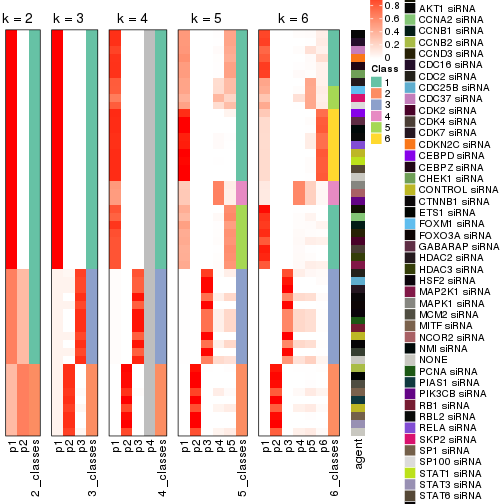 k = 2
k = 3
k = 4
k = 5
k = 6
p1
p2
2_classes
p1
p2
p3
3_classes
p1
p2
p3
p4
4_classes
p1
p2
p3
p4
p5
5_classes
p1
p2
p3
p4
p5
p6
6_classes
agent
0.8
0.6
0.4
0.2
0
Class
1
2
3
4
5
6
AKT1 siRNA
CCNA2 siRNA
CCNB1 siRNA
CCNB2 siRNA
CCND3 siRNA
CDC16 siRNA
CDC2 siRNA
CDC25B siRNA
CDC37 siRNA
CDK2 siRNA
CDK4 siRNA
CDK7 siRNA
CDKN2C siRNA
CEBPD siRNA
CEBPZ siRNA
CHEK1 siRNA
CONTROL siRNA
CTNNB1 siRNA
ETS1 siRNA
FOXM1 siRNA
FOXO3A siRNA
GABARAP siRNA
HDAC2 siRNA
HDAC3 siRNA
HSF2 siRNA
MAP2K1 siRNA
MAPK1 siRNA
MCM2 siRNA
MITF siRNA
NCOR2 siRNA
NMI siRNA
NONE
PCNA siRNA
PIAS1 siRNA
PIK3CB siRNA
RB1 siRNA
RBL2 siRNA
RELA siRNA
SKP2 siRNA
SP1 siRNA
SP100 siRNA
STAT1 siRNA
STAT3 siRNA
STAT6 siRNA